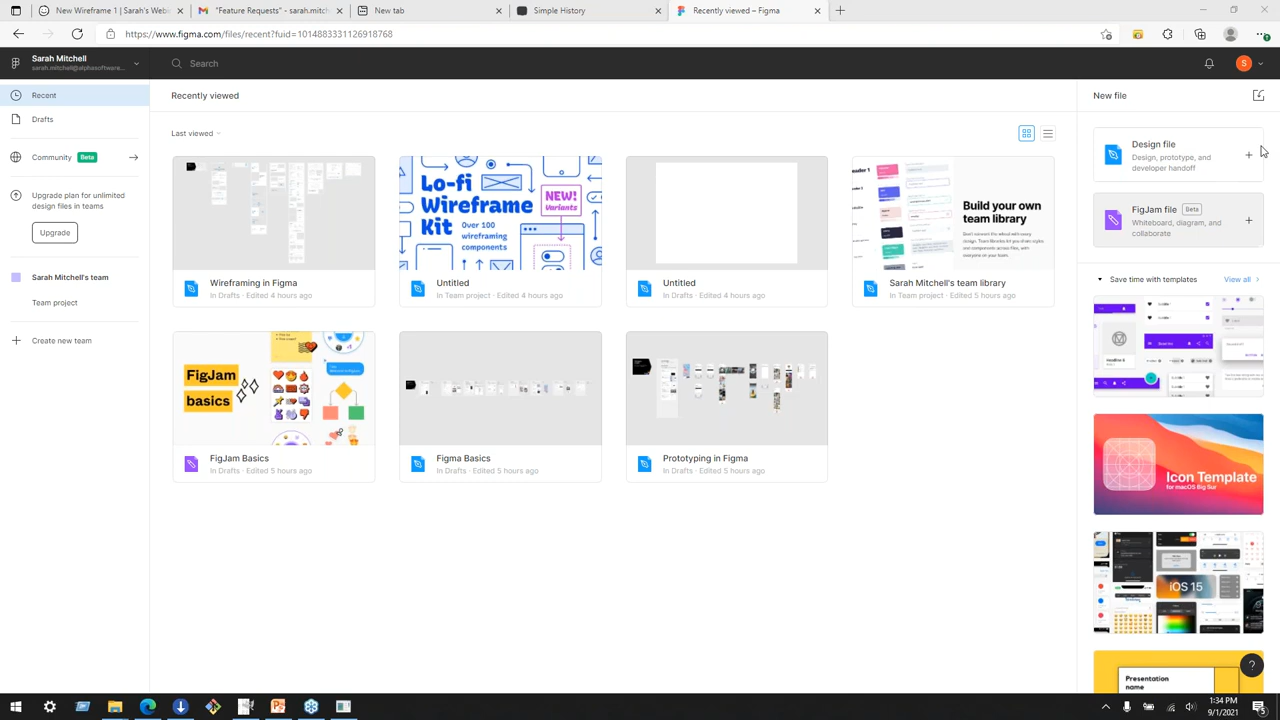 New Wireframe 1 | Sarah's Web
"Feature Requests" - sarah.mitch
New tab
Simple History
Recently viewed – Figma
https://www.figma.com/files/recent?fuid=1014883331126918768
Sarah Mitchell
Search
S
Recent
Recently viewed
New file
Drafts
Last viewed
Community Beta
Upgrade plan for unlimited
design files in teams
Upgrade
Sarah Mitchell's team
Team project
Create new team
Lo-fi
Wireframe
Kit
NEW!
Variants
Over 100
wireframing
components
Build your own
team library
Wireframing in Figma
In Drafts · Edited 4 hours ago
Untitled
In Team project · Edited 4 hours ago
Untitled
In Drafts · Edited 4 hours ago
Sarah Mitchell's team library
In Team project · Edited 5 hours ago
FigJam
basics
FigJam Basics
In Drafts · Edited 5 hours ago
Figma Basics
In Drafts · Edited 5 hours ago
Prototyping in Figma
In Drafts · Edited 5 hours ago
Design file
Design, prototype, and
developer handoff
FigJam file Beta
Whiteboard, diagram, and
collaborate
Save time with templates
View all
Icon Template
for macOS Big Sur
iOS 15
Presentation
name
?
1:34 PM
9/1/2021
5